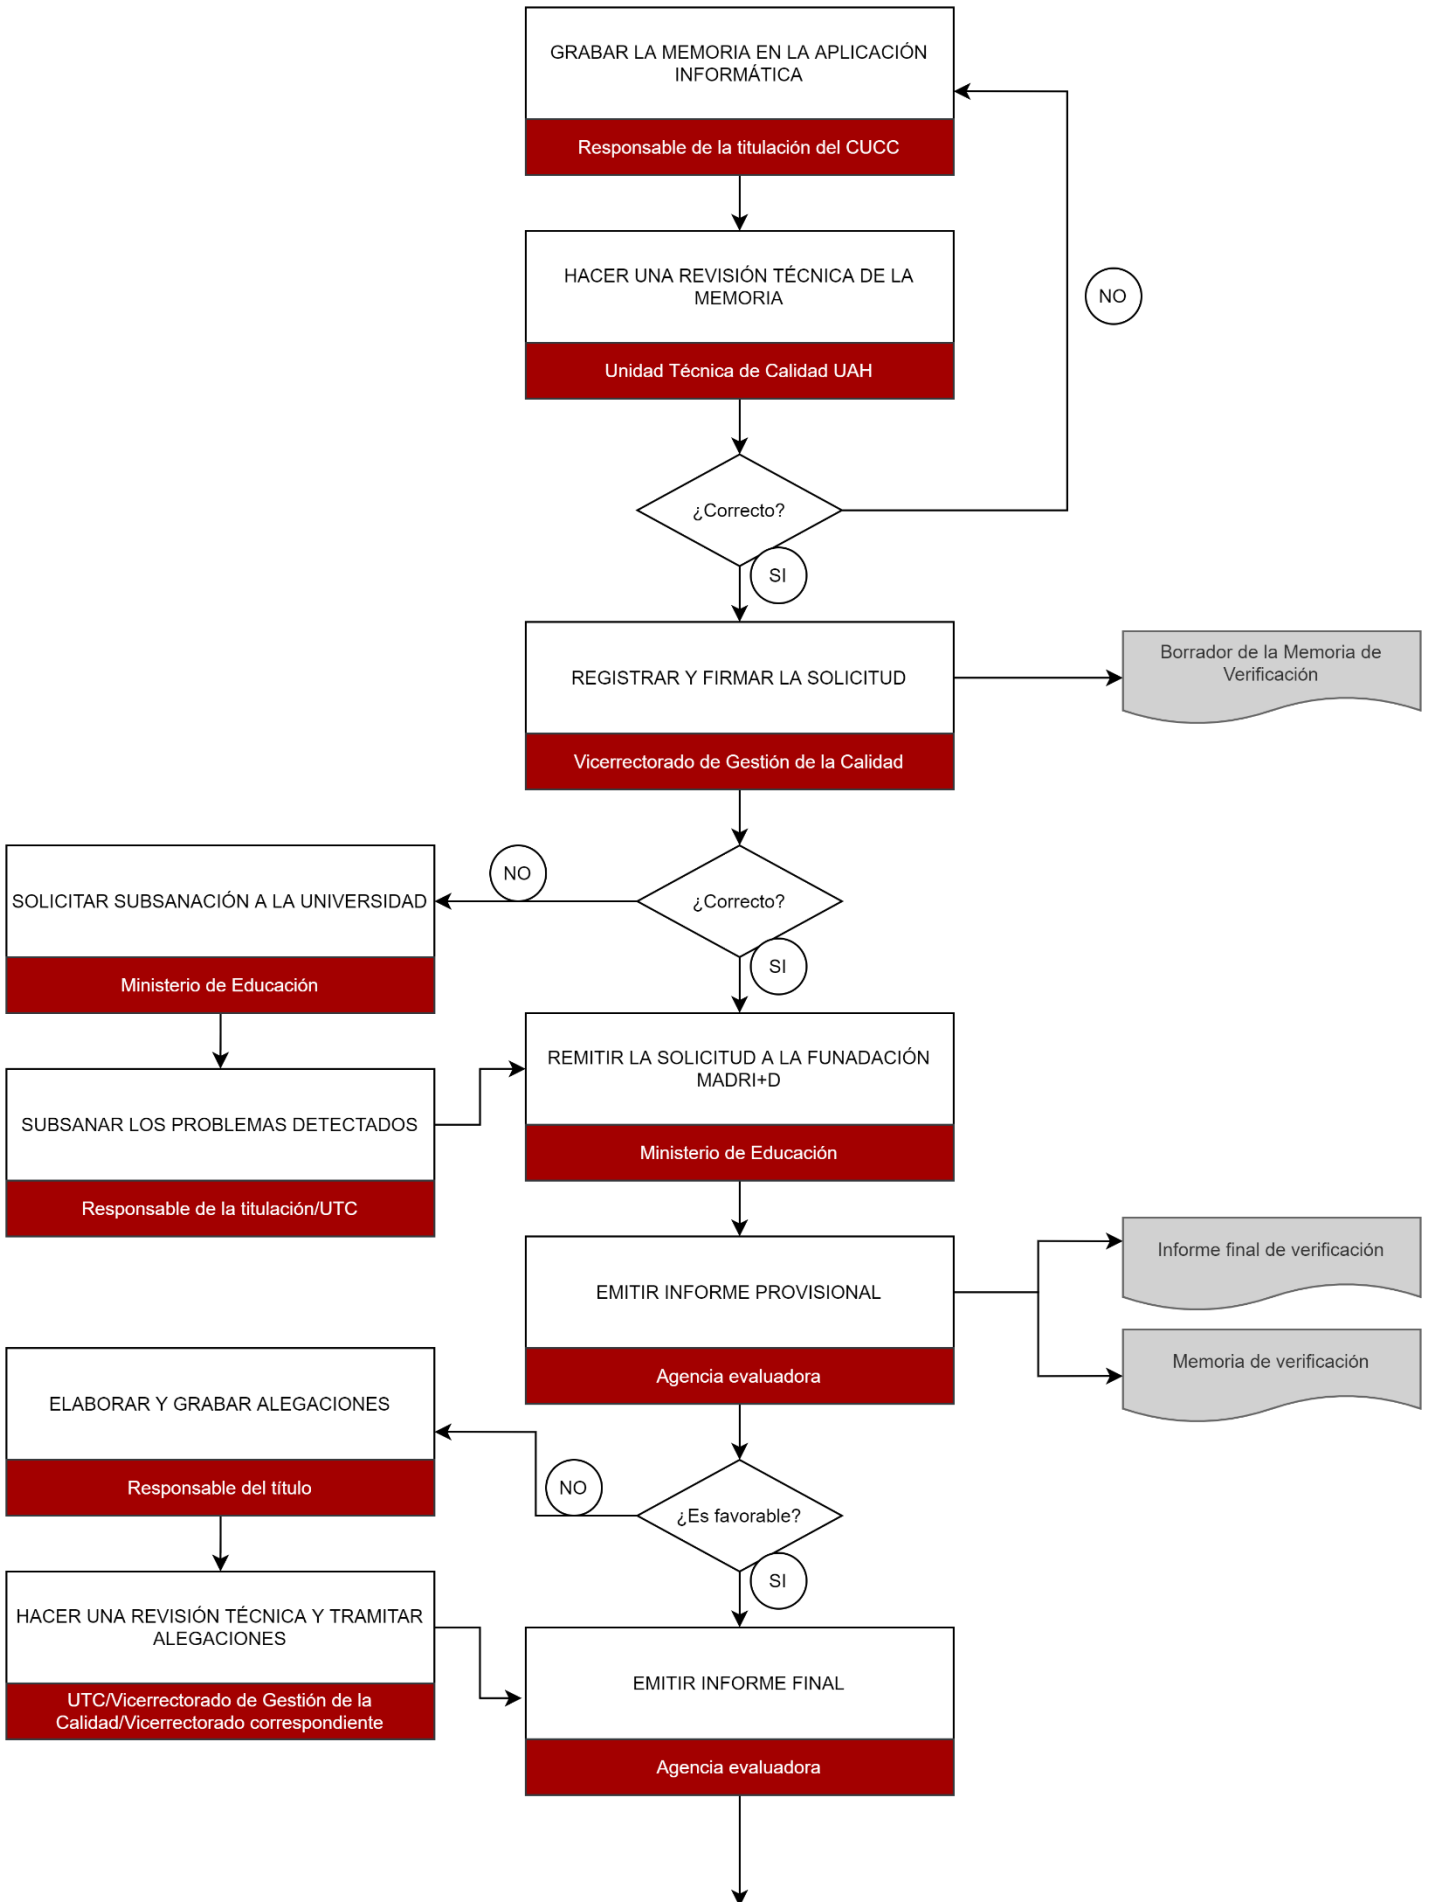 GRABAR LA MEMORIA EN LA APLICACIÓN
INFORMÁTICA
Responsable de la titulación del CUCC
HACER UNA REVISIÓN TÉCNICA DE LA
MEMORIA
NO
Unidad Técnica de Calidad UAH
¿Correcto?
SI
REGISTRAR Y FIRMAR LA SOLICITUD
Borrador de la Memoria de
Verificación
Vicerrectorado de Gestión de la Calidad
¿Correcto?
NO
SOLICITAR SUBSANACIÓN A LA UNIVERSIDAD
Ministerio de Educación
SI
SUBSANAR LOS PROBLEMAS DETECTADOS
Responsable de la titulación/UTC
REMITIR LA SOLICITUD A LA FUNADACIÓN
MADRI+D
Ministerio de Educación
EMITIR INFORME PROVISIONAL
Agencia evaluadora
Informe final de verificación
Memoria de verificación
¿Es favorable?
NO
ELABORAR Y GRABAR ALEGACIONES
Responsable del título
SI
HACER UNA REVISIÓN TÉCNICA Y TRAMITAR
ALEGACIONES
UTC/Vicerrectorado de Gestión de la
Calidad/Vicerrectorado correspondiente
EMITIR INFORME FINAL
Agencia evaluadora